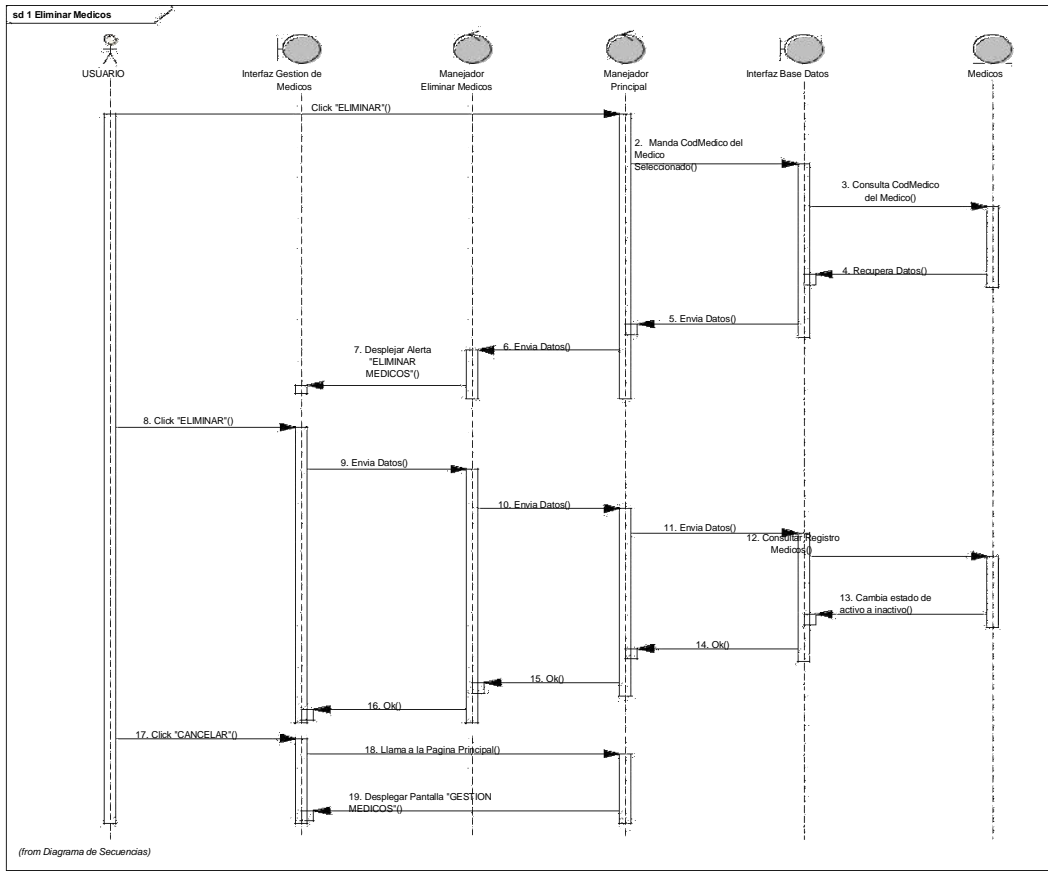 sd 1 Eliminar Medicos
USUARIO
Interfaz Gestion de
Medicos
Manejador
Eliminar Medicos
Manejador
Principal
Interfaz Base Datos
Medicos
Click "ELIMINAR"()
2. Manda CodMedico del
Medico
Seleccionado()
3. Consulta CodMedico
del Medico()
4. Recupera Datos()
5. Envia Datos()
6. Envia Datos()
7. Desplejar Alerta
"ELIMINAR
MEDICOS"()
8. Click "ELIMINAR"()
9. Envia Datos()
10. Envia Datos()
11. Envia Datos()
12. Consultar Registro
Medicos()
13. Cambia estado de
activo a inactivo()
14. Ok()
15. Ok()
16. Ok()
17. Click "CANCELAR"()
18. Llama a la Pagina Principal()
19. Desplegar Pantalla "GESTION
MEDICOS"()
(from Diagrama de Secuencias)